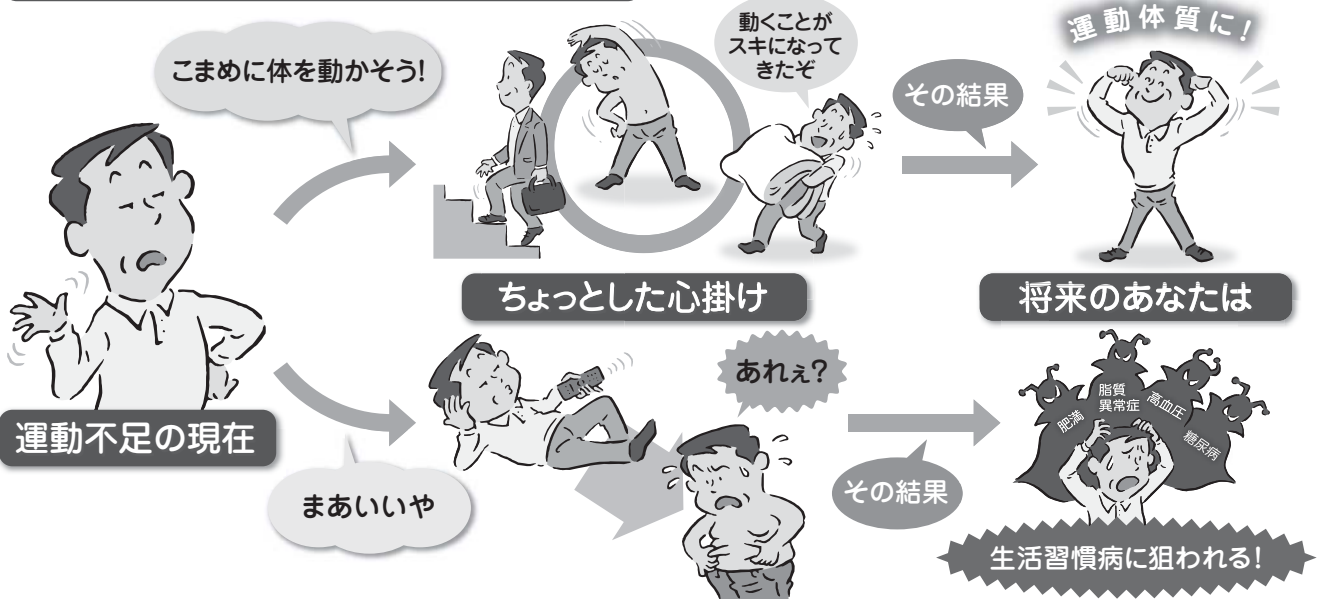 こまめに体を動かそう!
動くことが
スキになって
きたぞ
その結果
運動体質に!
ちょっとした心掛け
将来のあなたは
運動不足の現在
まあいいや
あれぇ?
その結果
肥満
脂質
異常症
高血圧
糖尿病
生活習慣病に狙われる!